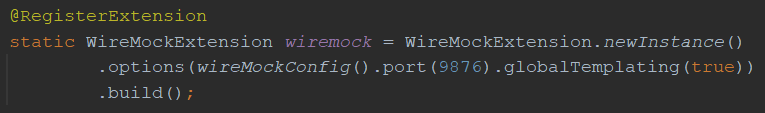 @RegisterExtension
static WireMockExtension wiremock = WireMockExtension.newInstance()
.options(wireMockConfig().port(9876).globalTemplating(true))
.build();